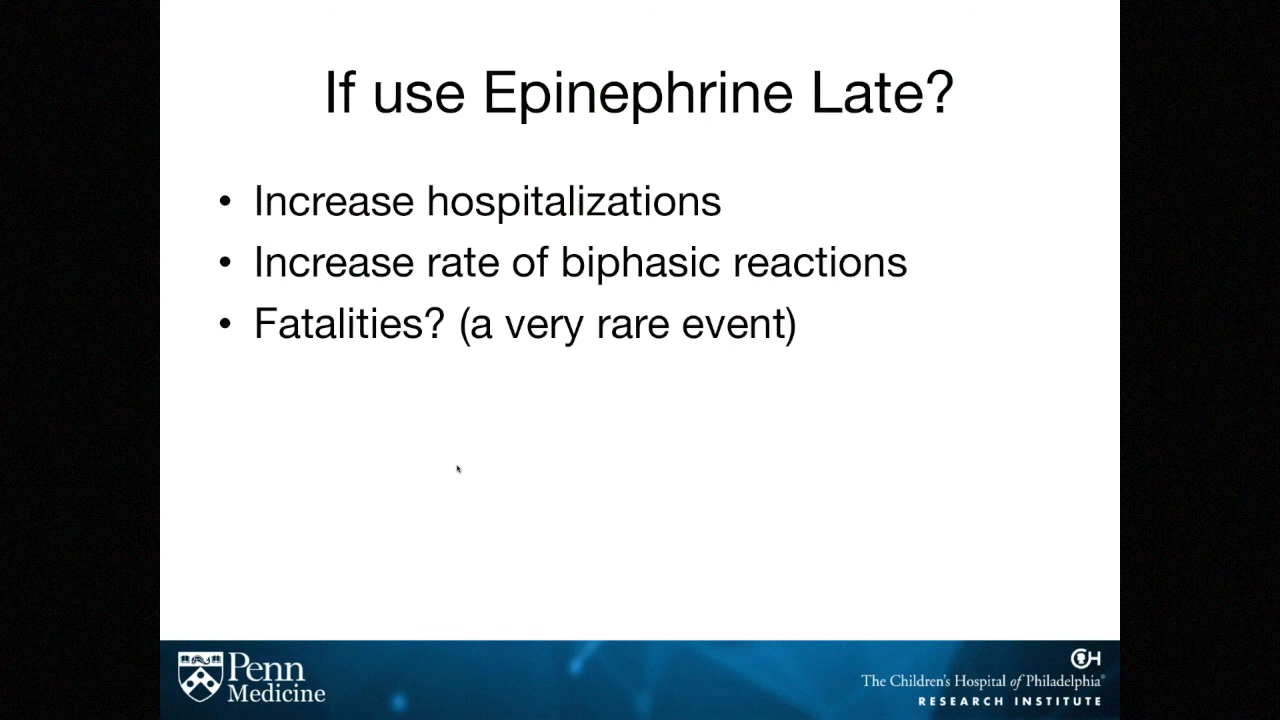 If use Epinephrine Late?
• Increase hospitalizations
• Increase rate of biphasic reactions
• Fatalities? (a very rare event)
Penn
Medicine
CH
The Children's Hospital of Philadelphia®
RESEARCH INSTITUTE